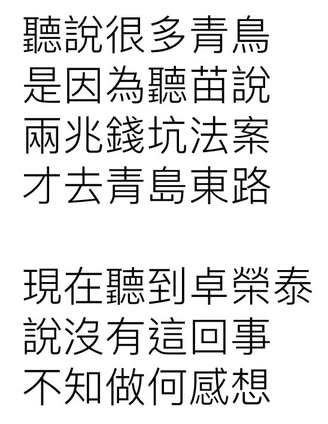 聽說很多青鳥
是因為聽苗說
兩兆錢坑法案
才去青島東路
現在聽到卓榮泰
說沒有這回事
不知做何感想